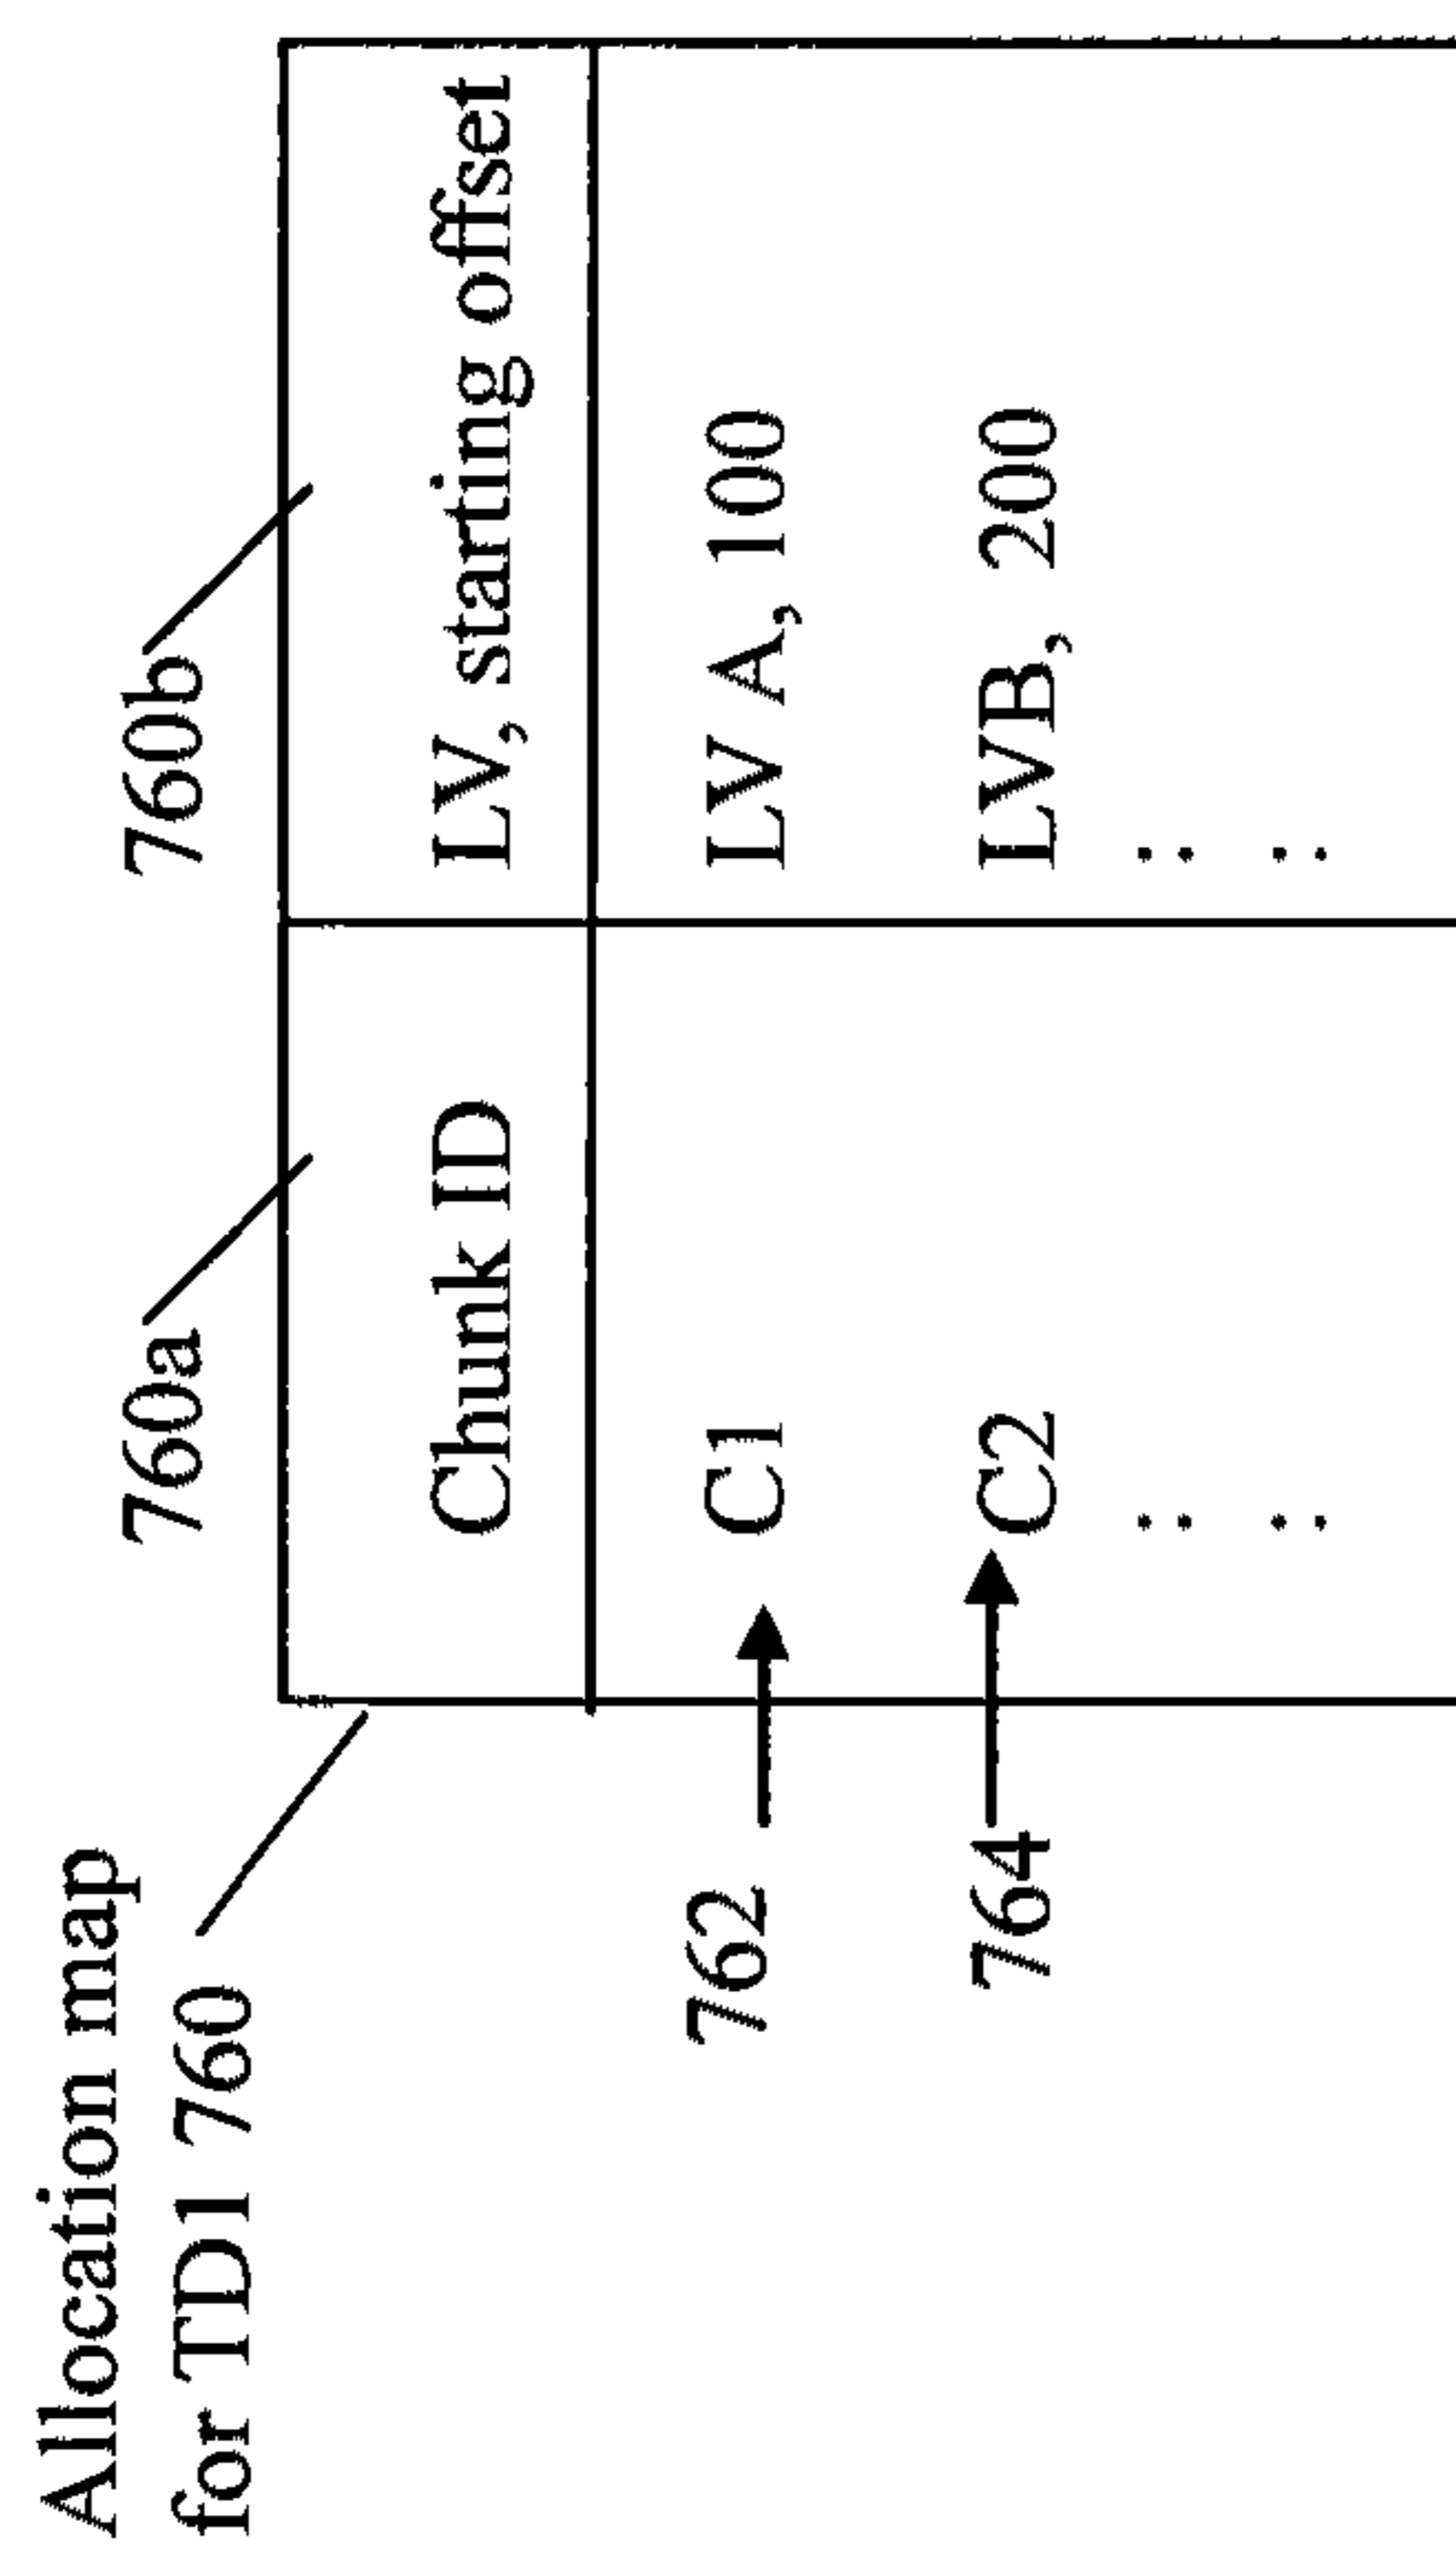 Allocation map
for TD1 760
760a
760b
Chunk ID
LV, starting offset
762
C1
LV A, 100
764
C2
LVB, 200